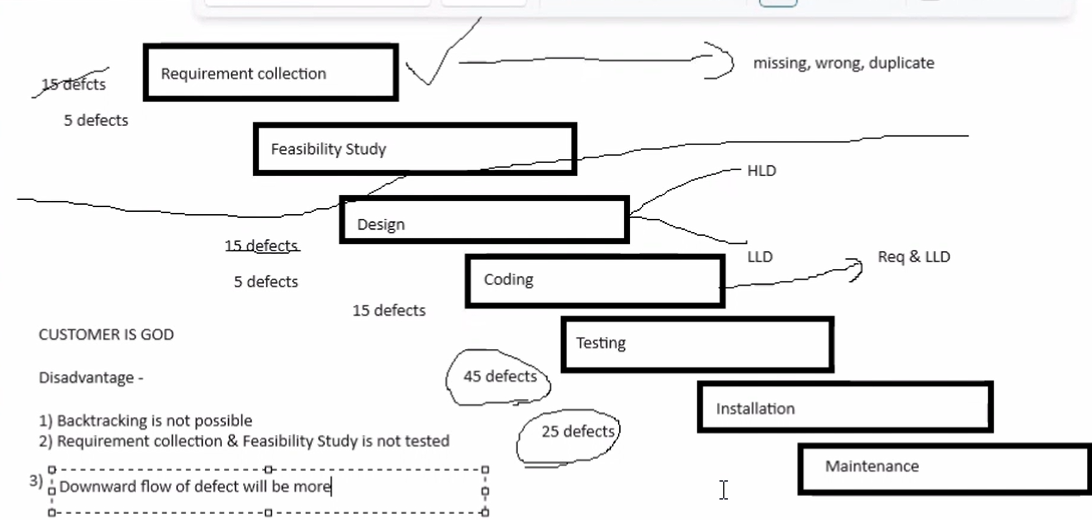 Requirement collection
missing, wrong, duplicate
15 defcts
5 defects
Feasibility Study
HLD
Design
15 defects
LLD
Req & LLD
5 defects
Coding
15 defects
CUSTOMER IS GOD
Testing
Disadvantage -
45 defects
Installation
1) Backtracking is not possible
25 defects
2) Requirement collection & Feasibility Study is not tested
Maintenance
3) Downward flow of defect will be more